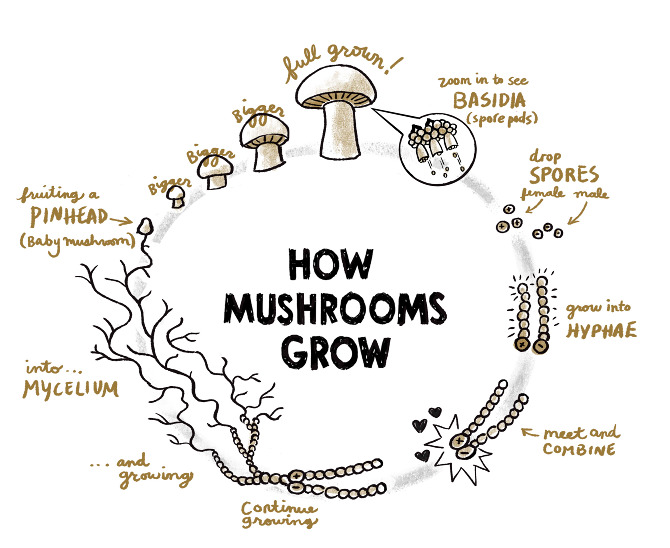 HOW
MUSHROOMS
GROW
full grown!
zoom in to see
BASIDIA
(spore pods)
drop
SPORES
female male
+
+
+
-
-
-
grow into
HYPHAE
+
-
meet and
COMBINE
+
-
Continue
growing
+
-
... and
growing
into...
MYCELIUM
fruiting a
PINHEAD
(Baby mushroom)
Bigger
Bigger
Bigger